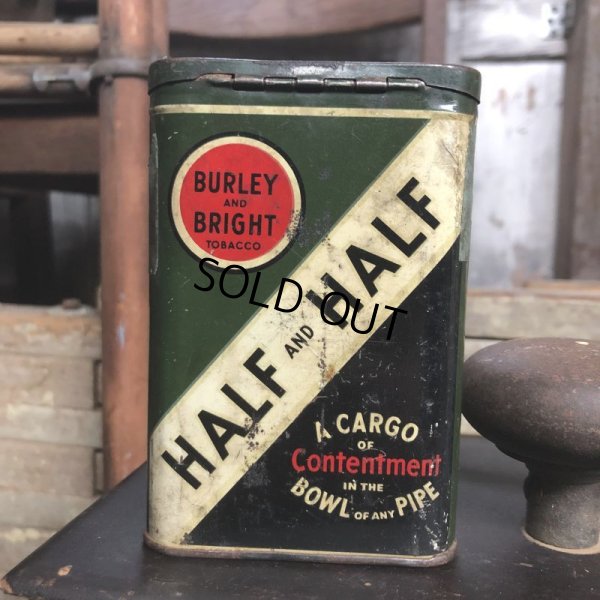 BURLEY
AND
BRIGHT
TOBACCO
HALF AND HALF
SOLD OUT
A CARGO
OF
Contentment
IN THE
BOWL OF ANY PIPE